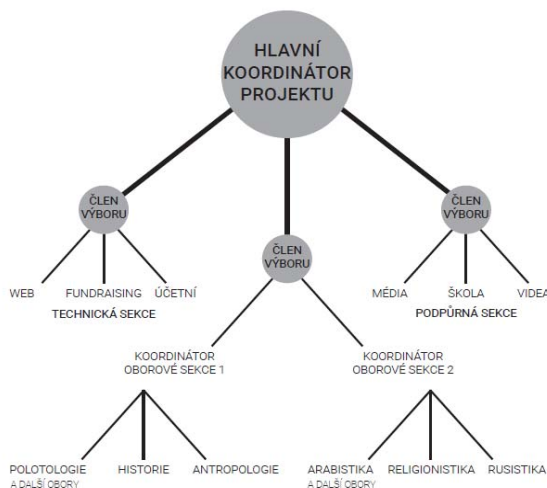 HLAVNÍ
KOORDINÁTOR
PROJEKTU
ČLEN
VÝBORU
ČLEN
VÝBORU
ČLEN
VÝBORU
WEB FUNDRAISING ÚČETNÍ
TECHNICKÁ SEKCE
MÉDIA ŠKOLA VIDEA
PODPŮRNÁ SEKCE
KOORDINÁTOR
OBOROVÉ SEKCE 1
KOORDINÁTOR
OBOROVÉ SEKCE 2
POLOTOLOGIE HISTORIE ANTROPOLOGIE
A DALŠÍ OBORY
ARABISTIKA RELIGIONISTIKA RUSISTIKA
A DALŠÍ OBORY